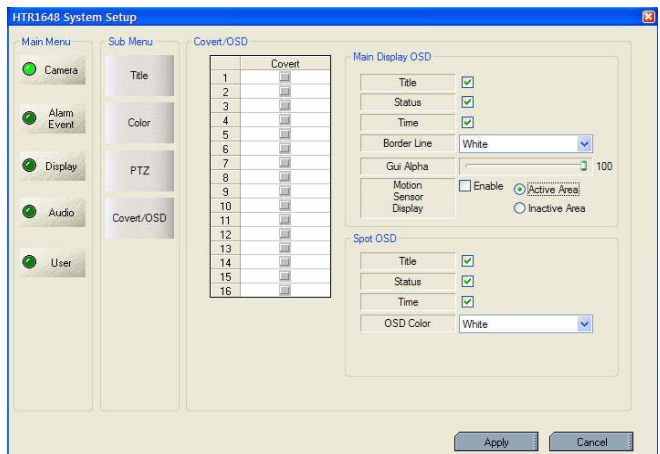 HTR1648 System Setup
Main Menu
Camera
Alarm
Event
Display
Audio
User
Sub Menu
Title
Color
PTZ
Covert/OSD
Covert/OSD
Covert
1
2
3
4
5
6
7
8
9
10
11
12
13
14
15
16
Main Display OSD
Title
Status
Time
Border Line White
Gui Alpha 100
Motion
Sensor
Display
Enable Active Area
Inactive Area
Spot OSD
Title
Status
Time
OSD Color White
Apply Cancel